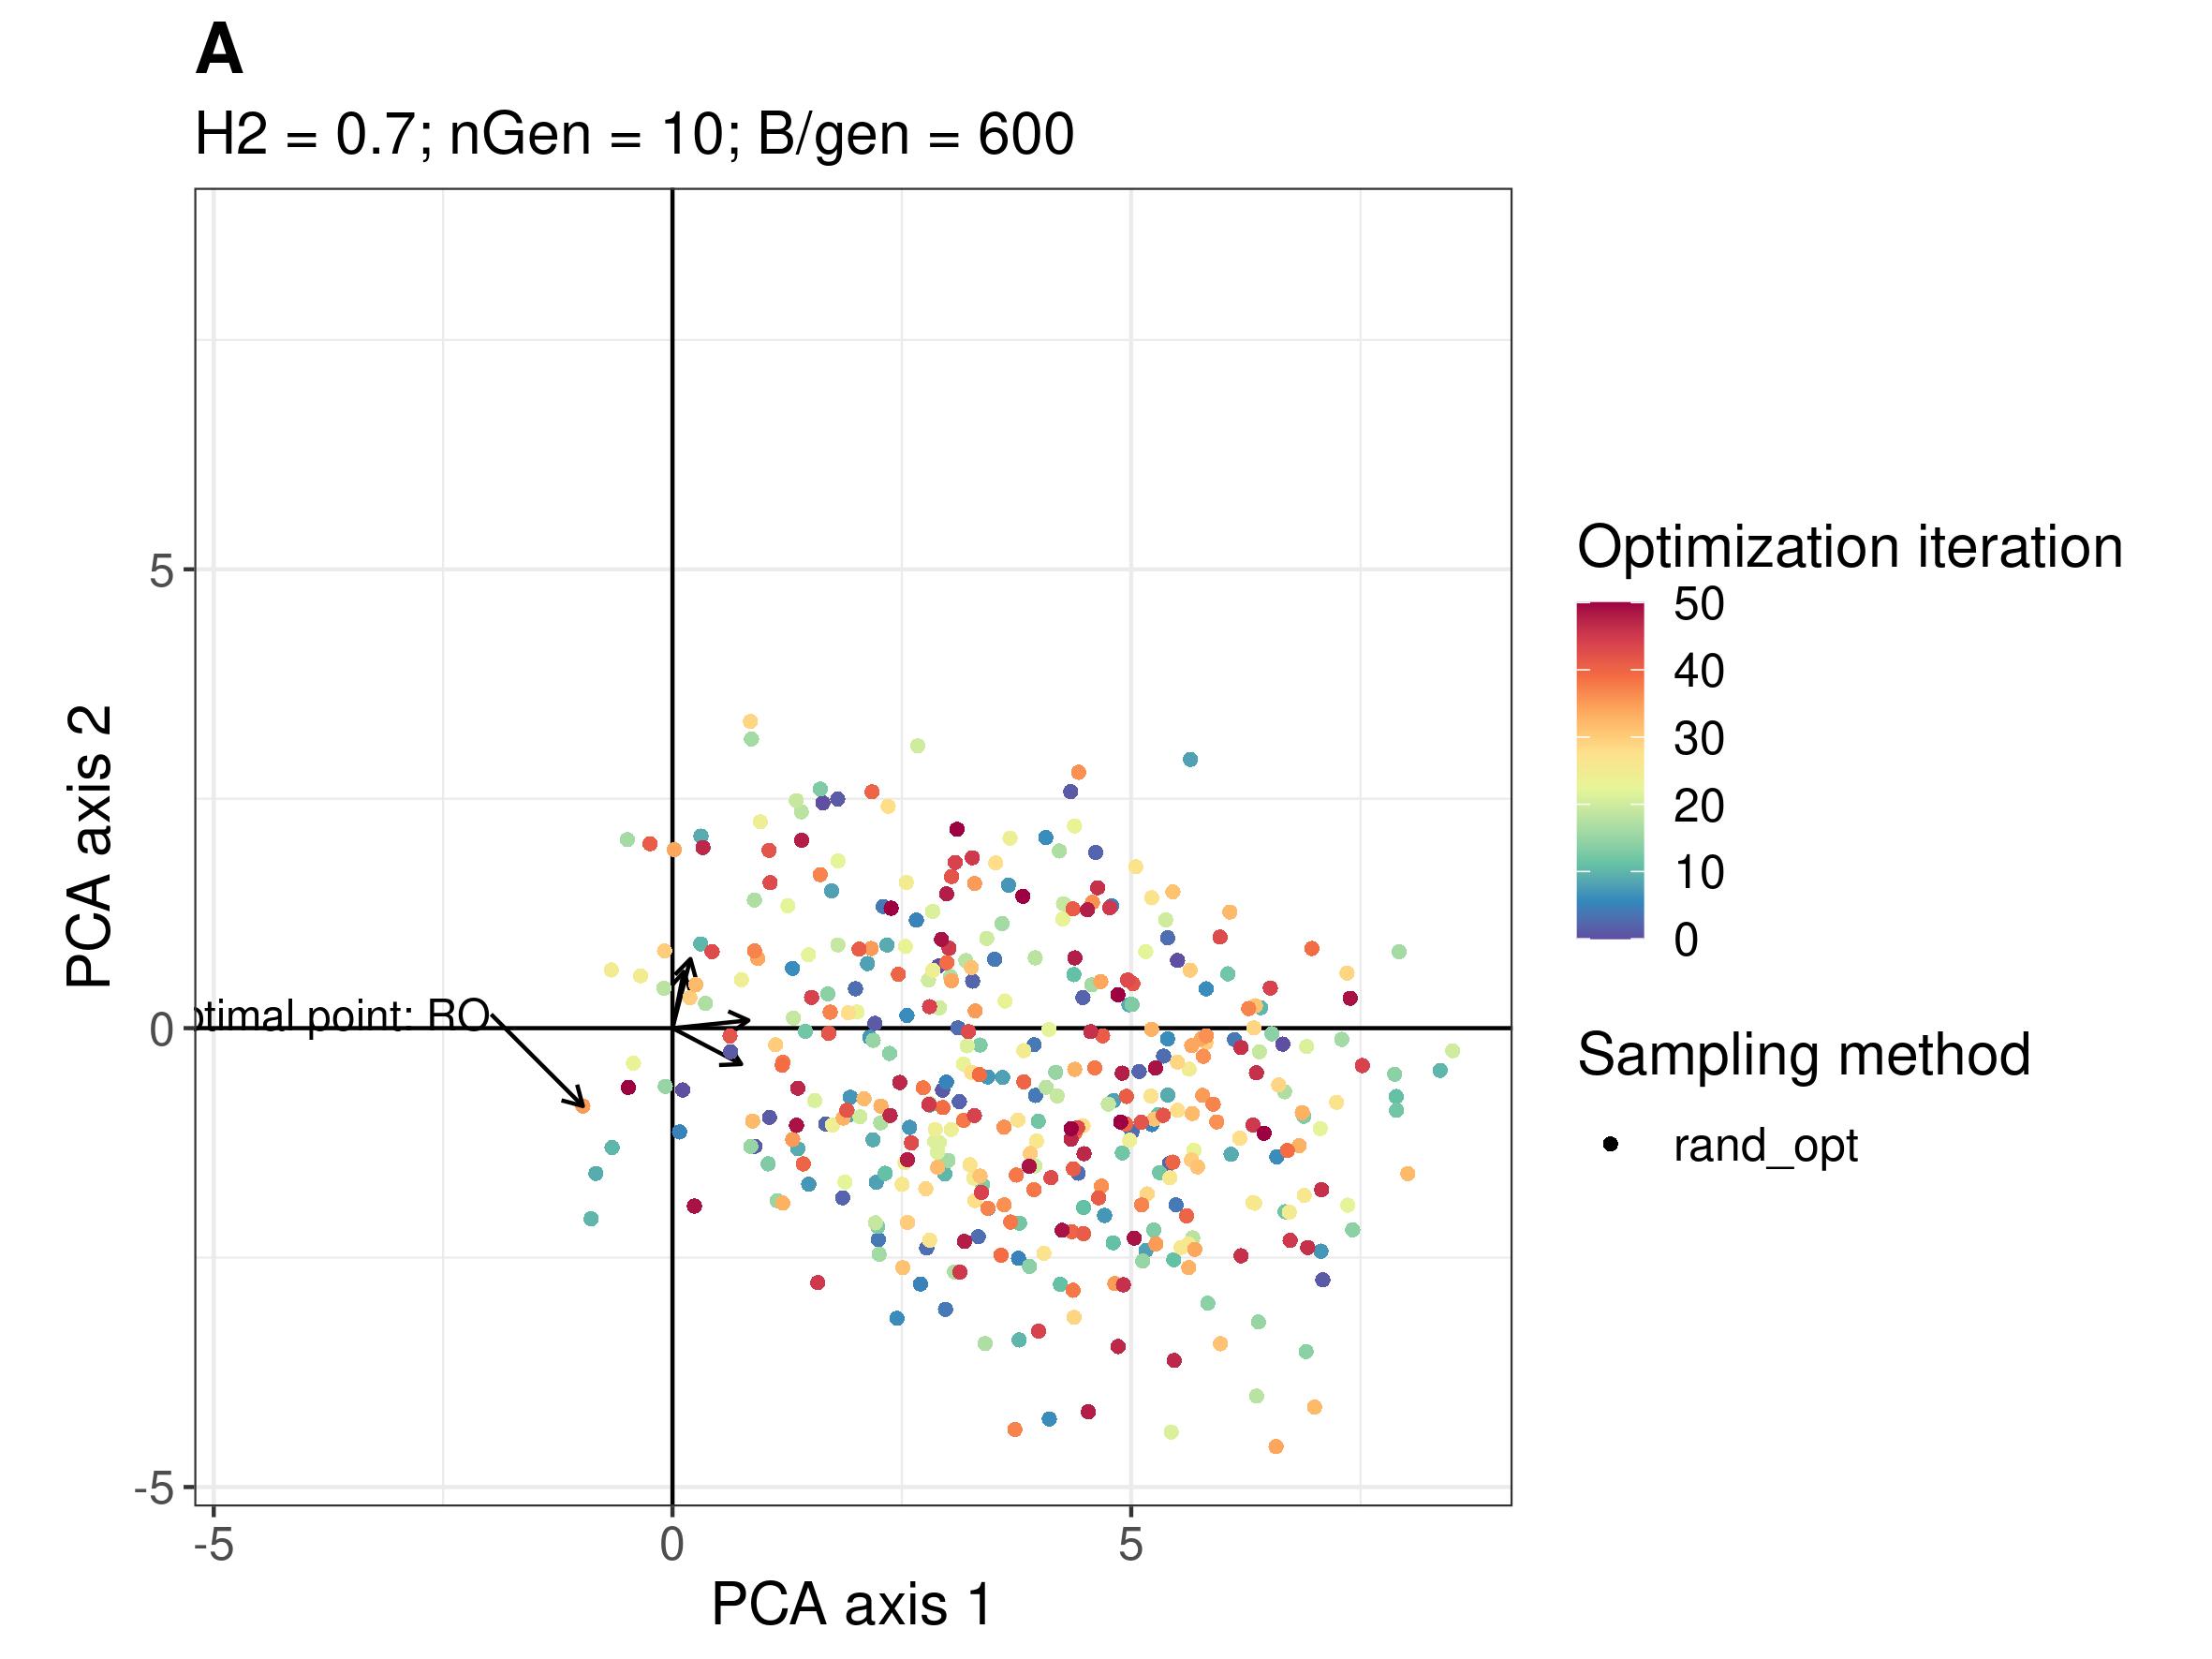 A
H2 = 0.7; nGen = 10; B/gen = 600
PCA axis 2
5
0
-5
point: RO
-5
0
5
PCA axis 1
Optimization iteration
50
40
30
20
10
0
Sampling method
rand_opt